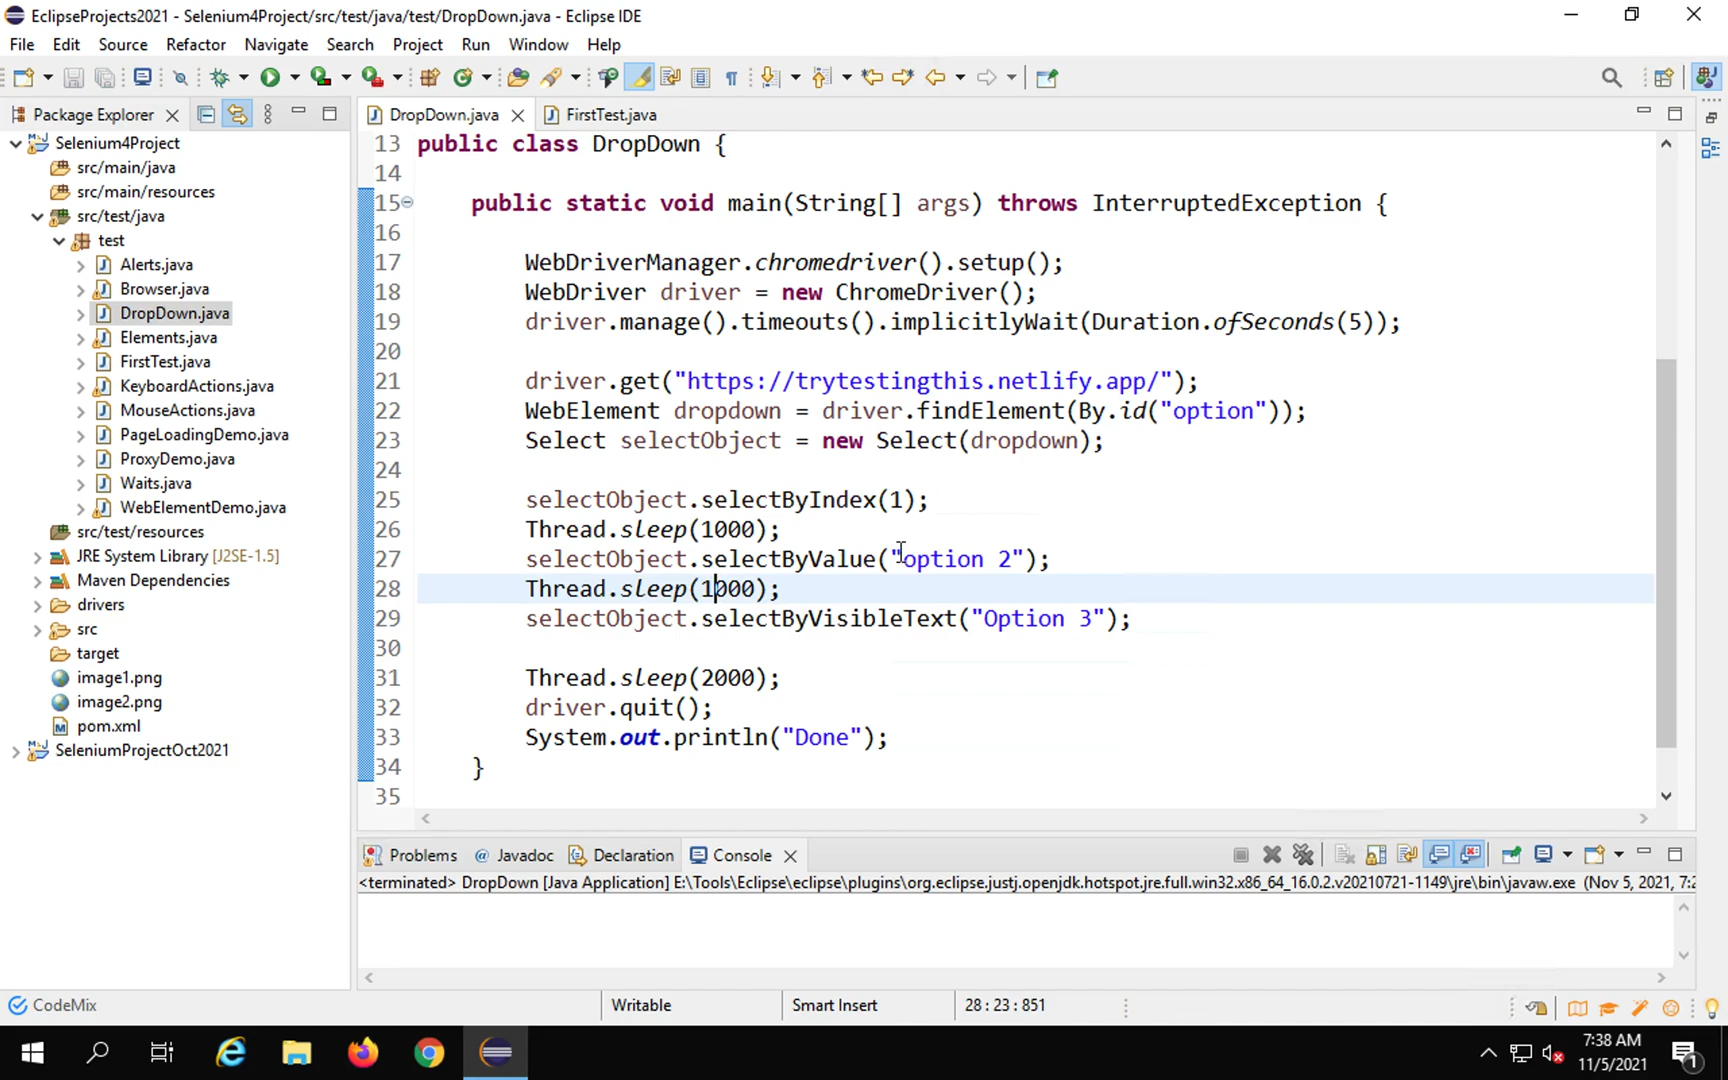 EclipseProjects2021 - Selenium4Project/src/test/java/test/DropDown.java - Eclipse IDE
File Edit Source Refactor Navigate Search Project Run Window Help
Package Explorer
DropDown.java
FirstTest.java
Selenium4Project
src/main/java
src/main/resources
src/test/java
test
Alerts.java
Browser.java
DropDown.java
Elements.java
FirstTest.java
KeyboardActions.java
MouseActions.java
PageLoadingDemo.java
ProxyDemo.java
Waits.java
WebElementDemo.java
src/test/resources
JRE System Library [J2SE-1.5]
Maven Dependencies
drivers
src
target
image1.png
image2.png
pom.xml
SeleniumProjectOct2021
13 public class DropDown {
14
15 public static void main(String[] args) throws InterruptedException {
16
17 WebDriverManager.chromedriver().setup();
18 WebDriver driver = new ChromeDriver();
19 driver.manage().timeouts().implicitlyWait(Duration.ofSeconds(5));
20
21 driver.get("https://trytestingthis.netlify.app/");
22 WebElement dropdown = driver.findElement(By.id("option"));
23 Select selectObject = new Select(dropdown);
24
25 selectObject.selectByIndex(1);
26 Thread.sleep(1000);
27 selectObject.selectByValue("option 2");
28 Thread.sleep(1000);
29 selectObject.selectByVisibleText("Option 3");
30
31 Thread.sleep(2000);
32 driver.quit();
33 System.out.println("Done");
34 }
35
Problems @ Javadoc Declaration Console
<terminated> DropDown [Java Application] E:\Tools\Eclipse\eclipse\plugins\org.eclipse.justj.openjdk.hotspot.jre.full.win32.x86_64_16.0.2.v20210721-1149\jre\bin\javaw.exe (Nov 5, 2021, 7:2
CodeMix
Writable
Smart Insert
28 : 23 : 851
7:38 AM
11/5/2021
1